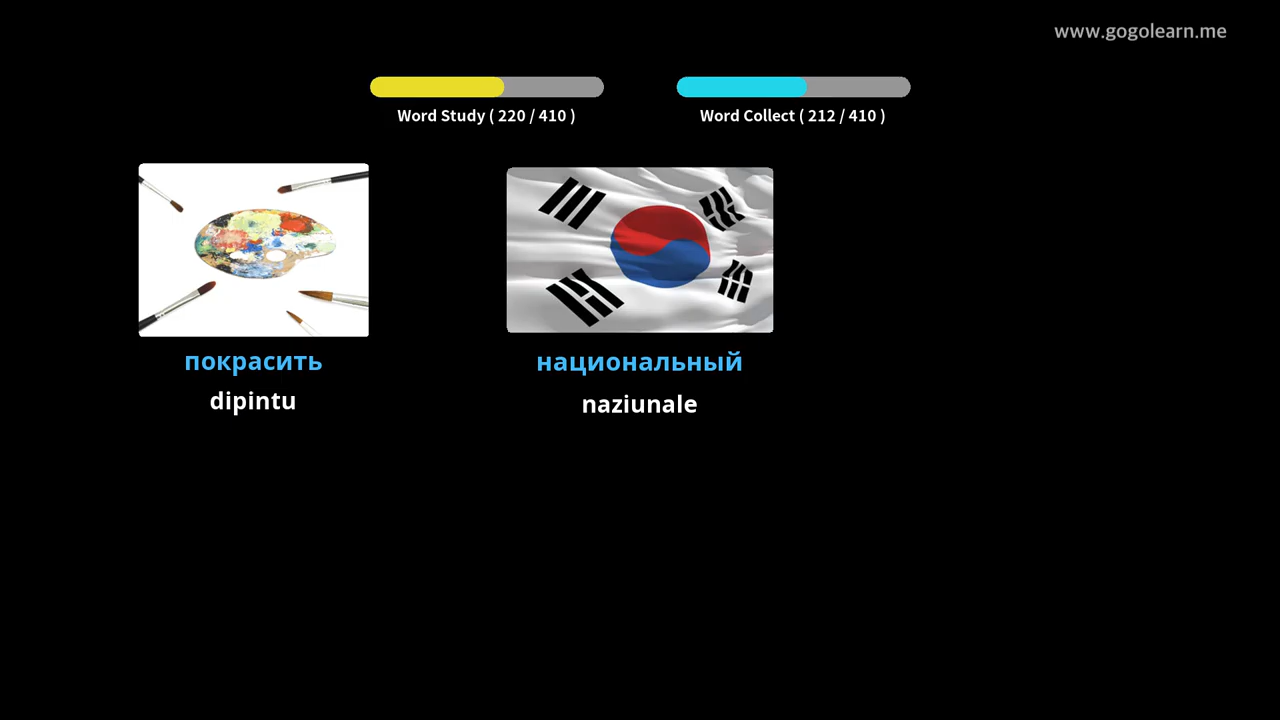 www.gogolearn.me
Word Study ( 220 / 410 )
Word Collect ( 212 / 410 )
покрасить
dipintu
национальный
naziunale